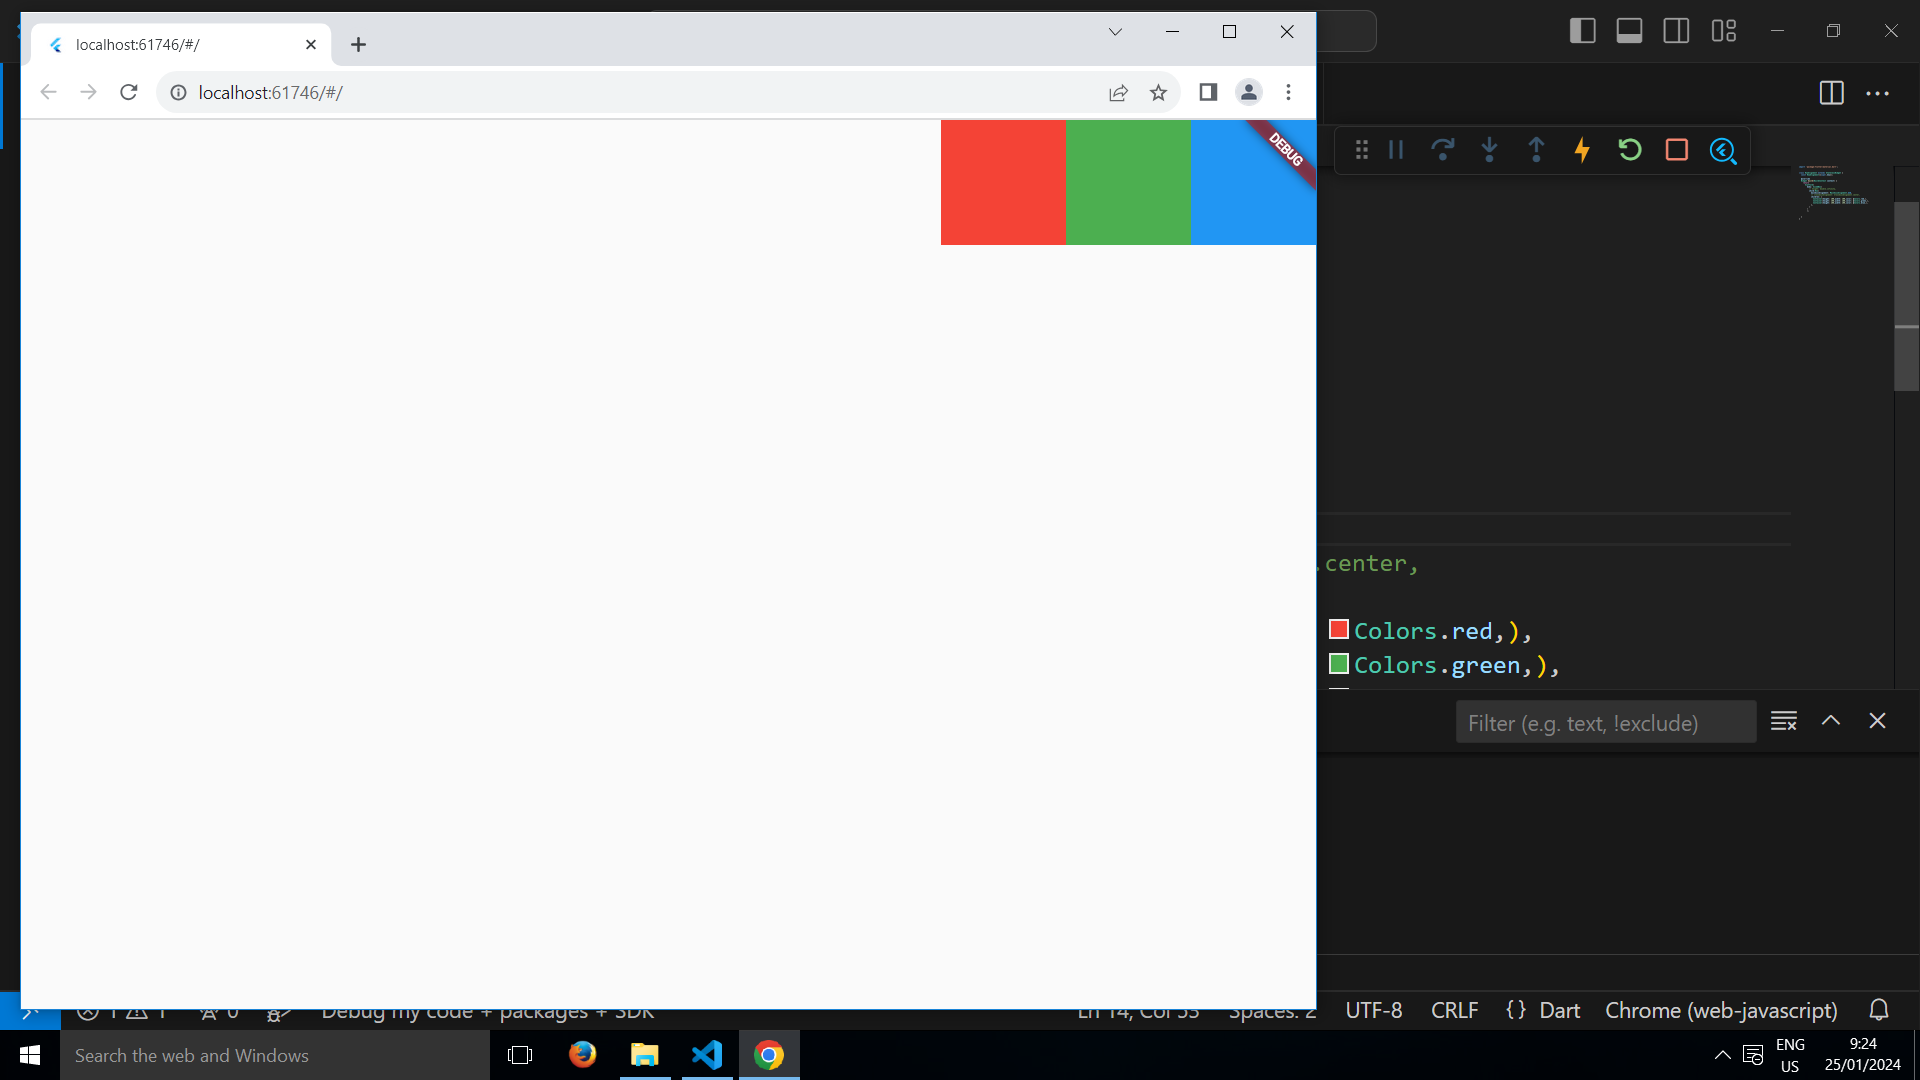 localhost:61746/#/
localhost:61746/#/
DEBUG
.center,
Colors.red,),
Colors.green,),
Filter (e.g. text, !exclude)
Debug my code + packages + SDK
Ln 14, Col 53
Spaces: 2
UTF-8
CRLF
{ } Dart
Chrome (web-javascript)
Search the web and Windows
ENG
US
9:24
25/01/2024